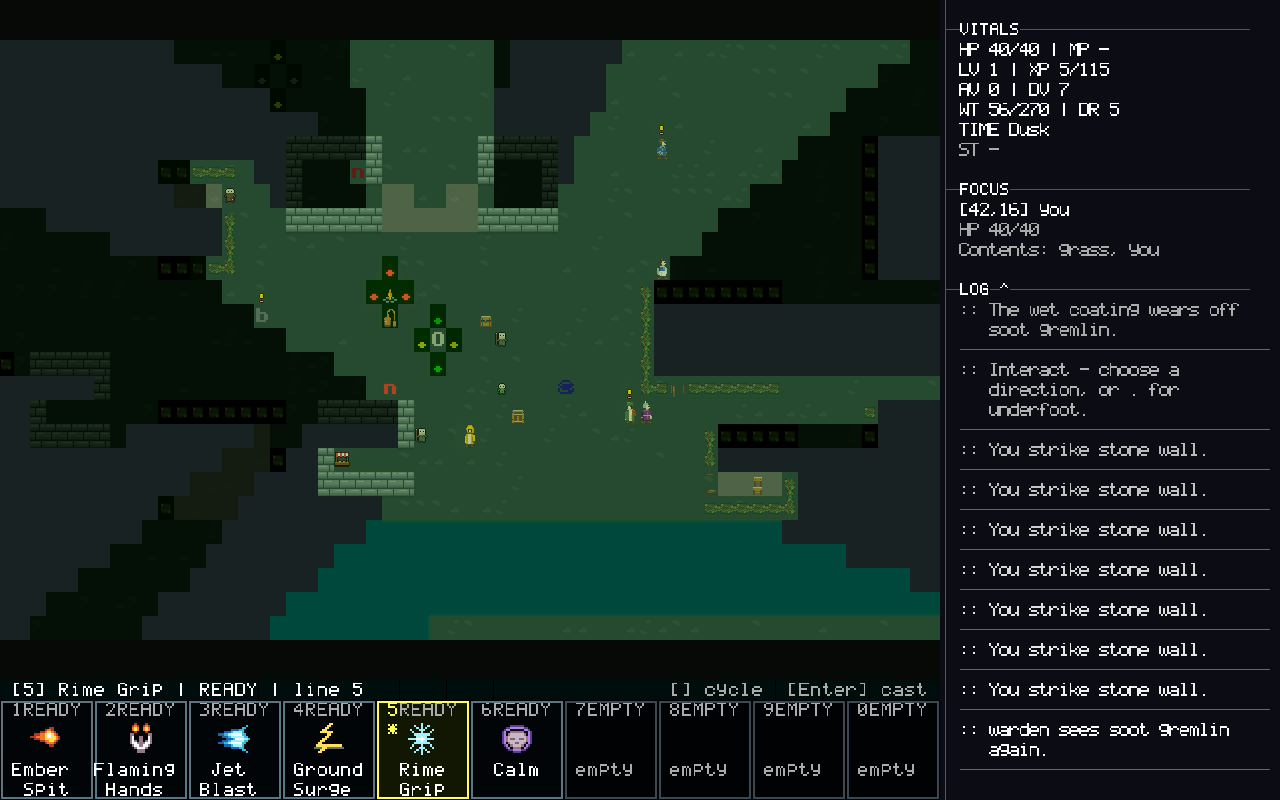 VITALS
HP 40/40 | MP -
LV 1 | XP 5/115
AV 0 | DV 7
WT 56/270 | DR 5
TIME Dusk
ST -
FOCUS
[42,16] You
HP 40/40
Contents: grass, You
LOG ^
:: The wet coating wears off
soot gremlin.
:: Interact - choose a
direction, or . for
underfoot.
:: You strike stone wall.
:: You strike stone wall.
:: You strike stone wall.
:: You strike stone wall.
:: You strike stone wall.
:: You strike stone wall.
:: You strike stone wall.
:: warden sees soot gremlin
again.
n
b
0
n
[5] Rime Grip | READY | line 5
[] cycle [Enter] cast
1READY 2READY 3READY 4READY 5READY 6READY 7EMPTY 8EMPTY 9EMPTY 0EMPTY
*
Ember Flaming Jet Ground Rime Calm empty empty empty empty
Spit Hands Blast Surge Grip